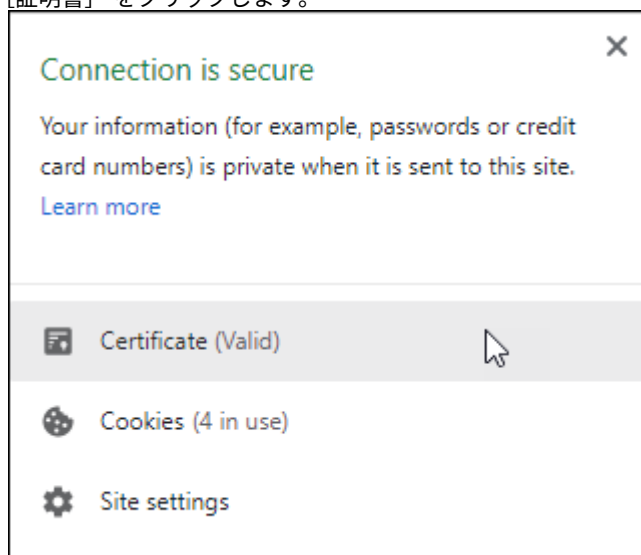 [証明書] をクリックします。
Connection is secure
Your information (for example, passwords or credit
card numbers) is private when it is sent to this site.
Learn more
Certificate (Valid)
Cookies (4 in use)
Site settings